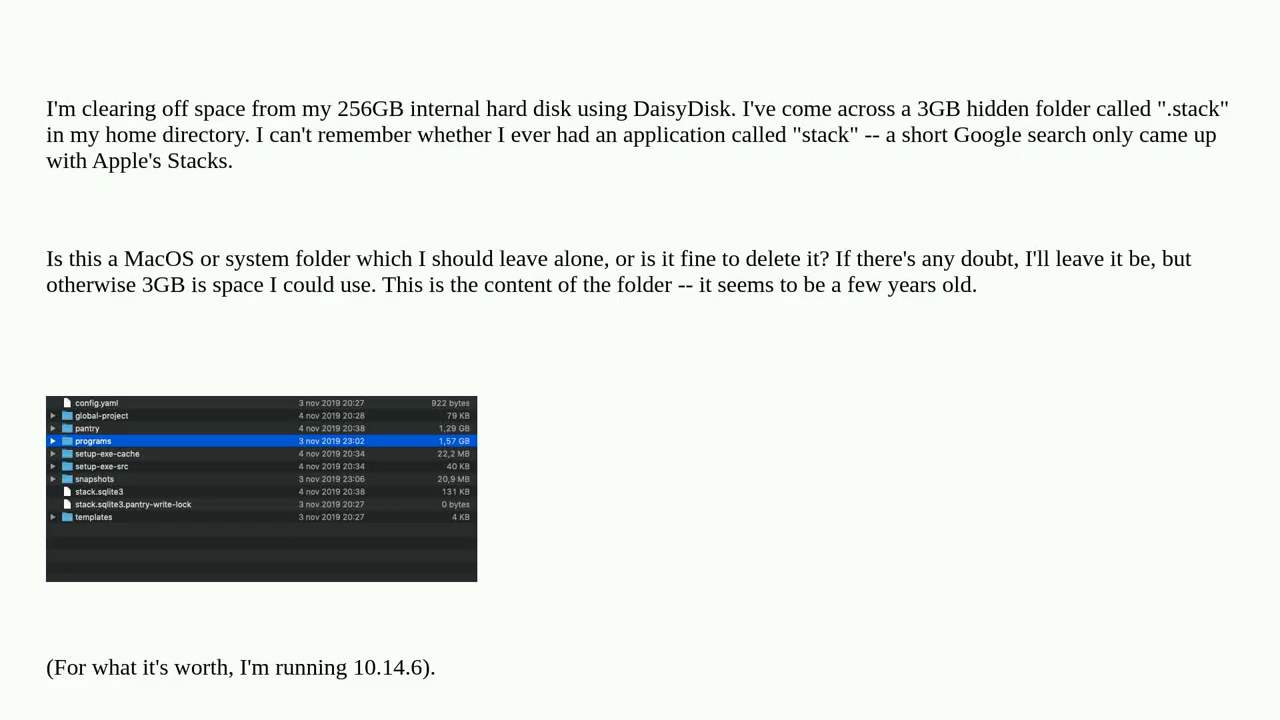 I'm clearing off space from my 256GB internal hard disk using DaisyDisk. I've come across a 3GB hidden folder called ".stack"
in my home directory. I can't remember whether I ever had an application called "stack" -- a short Google search only came up
with Apple's Stacks.
Is this a MacOS or system folder which I should leave alone, or is it fine to delete it? If there's any doubt, I'll leave it be, but
otherwise 3GB is space I could use. This is the content of the folder -- it seems to be a few years old.
config.yaml 3 nov 2019 20:27 922 bytes
global-project 4 nov 2019 20:28 79 KB
pantry 4 nov 2019 20:38 1,29 GB
programs 3 nov 2019 23:02 1,57 GB
setup-exe-cache 4 nov 2019 20:34 22,2 MB
setup-exe-src 4 nov 2019 20:34 40 KB
snapshots 3 nov 2019 23:06 20,9 MB
stack.sqlite3 4 nov 2019 20:38 131 KB
stack.sqlite3.pantry-write-lock 3 nov 2019 20:27 0 bytes
templates 3 nov 2019 20:27 4 KB
(For what it's worth, I'm running 10.14.6).